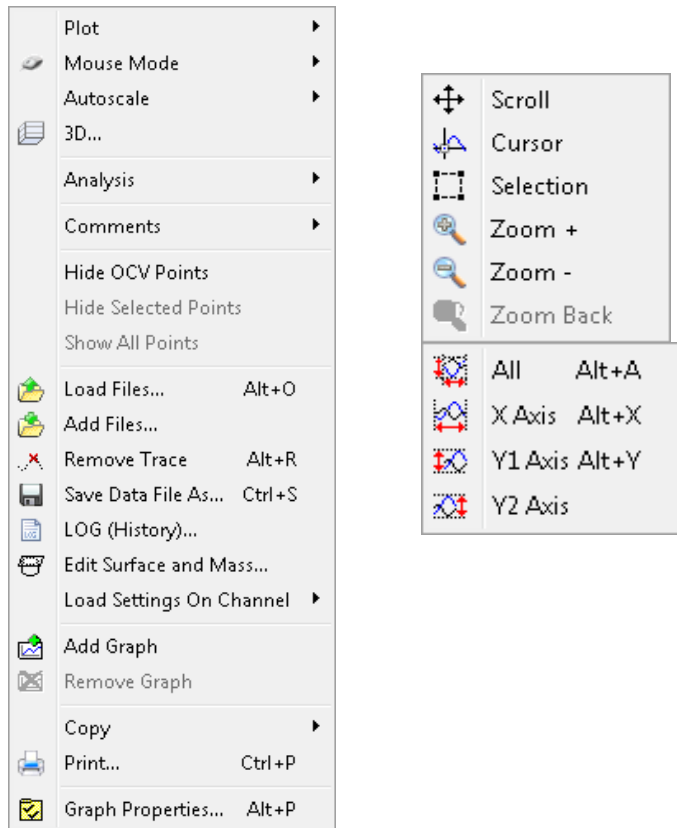 Plot
Mouse Mode
Autoscale
3D...
Analysis
Comments
Hide OCV Points
Hide Selected Points
Show All Points
Load Files... Alt+O
Add Files...
Remove Trace Alt+R
Save Data File As... Ctrl+S
LOG (History)...
Edit Surface and Mass...
Load Settings On Channel
Add Graph
Remove Graph
Copy
Print... Ctrl+P
Graph Properties... Alt+P
Scroll
Cursor
Selection
Zoom +
Zoom -
Zoom Back
All Alt+A
X Axis Alt+X
Y1 Axis Alt+Y
Y2 Axis